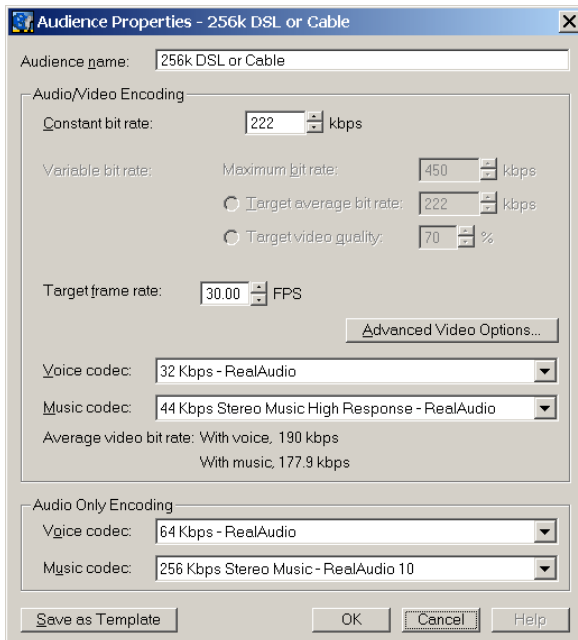 Audience Properties - 256k DSL or Cable
Audience name: 256k DSL or Cable
Audio/Video Encoding
Constant bit rate: 222 kbps
Variable bit rate: Maximum bit rate: 450 kbps
Target average bit rate: 222 kbps
Target video quality: 70 %
Target frame rate: 30.00 FPS
Advanced Video Options...
Voice codec: 32 Kbps - RealAudio
Music codec: 44 Kbps Stereo Music High Response - RealAudio
Average video bit rate: With voice, 190 kbps
With music, 177.9 kbps
Audio Only Encoding
Voice codec: 64 Kbps - RealAudio
Music codec: 256 Kbps Stereo Music - RealAudio 10
Save as Template OK Cancel Help